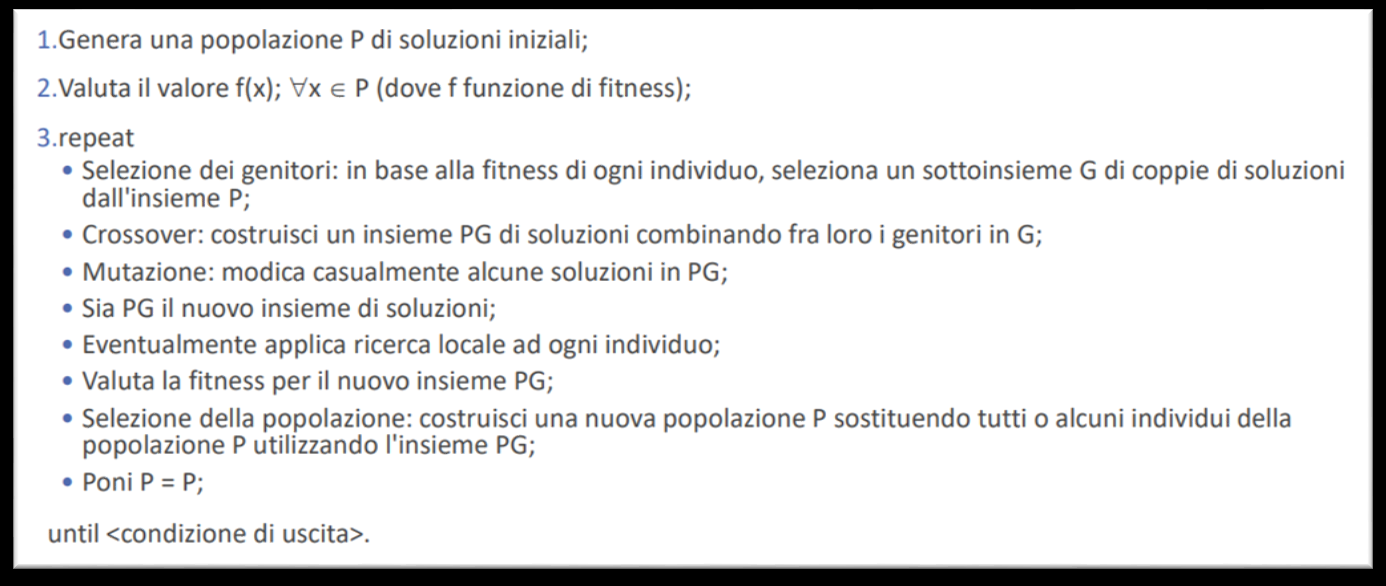 1.Genera una popolazione P di soluzioni iniziali;
2.Valuta il valore f(x); ∀x ∈ P (dove f funzione di fitness);
3.repeat
• Selezione dei genitori: in base alla fitness di ogni individuo, seleziona un sottoinsieme G di coppie di soluzioni
dall'insieme P;
• Crossover: costruisci un insieme PG di soluzioni combinando fra loro i genitori in G;
• Mutazione: modica casualmente alcune soluzioni in PG;
• Sia PG il nuovo insieme di soluzioni;
• Eventualmente applica ricerca locale ad ogni individuo;
• Valuta la fitness per il nuovo insieme PG;
• Selezione della popolazione: costruisci una nuova popolazione P sostituendo tutti o alcuni individui della
popolazione P utilizzando l'insieme PG;
• Poni P = P;
until <condizione di uscita>.